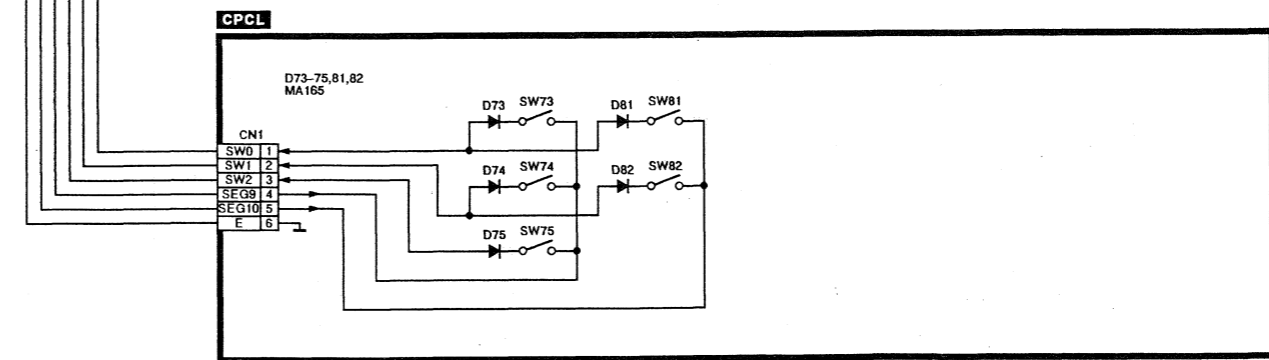 CPCL
D73–75,81,82
MA165
D73 SW73 D81 SW81
CN1
SW0 1
SW1 2
D74 SW74 D82 SW82
SW2 3
SEG9 4
SEG10 5
E 6
D75 SW75